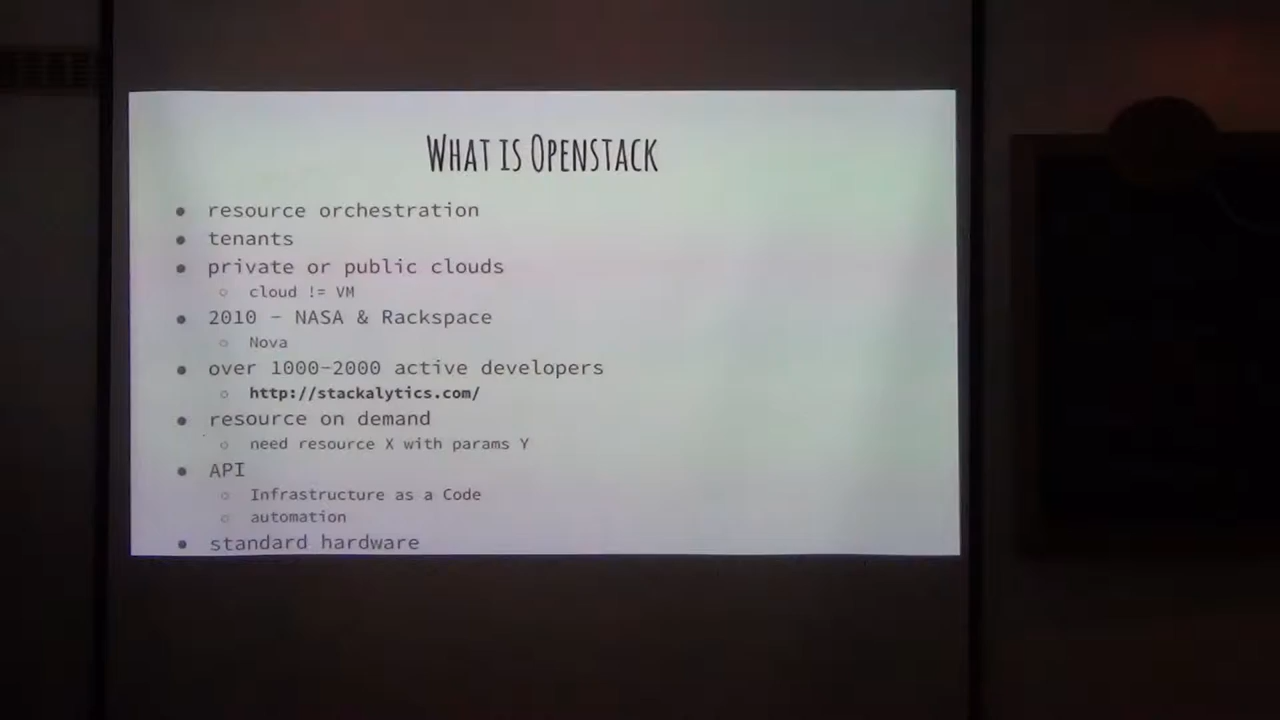 What is Openstack
● resource orchestration
● tenants
● private or public clouds
○ cloud != VM
● 2010 – NASA & Rackspace
○ Nova
● over 1000–2000 active developers
○ http://stackalytics.com/
● resource on demand
○ need resource X with params Y
● API
○ Infrastructure as a Code
○ automation
● standard hardware